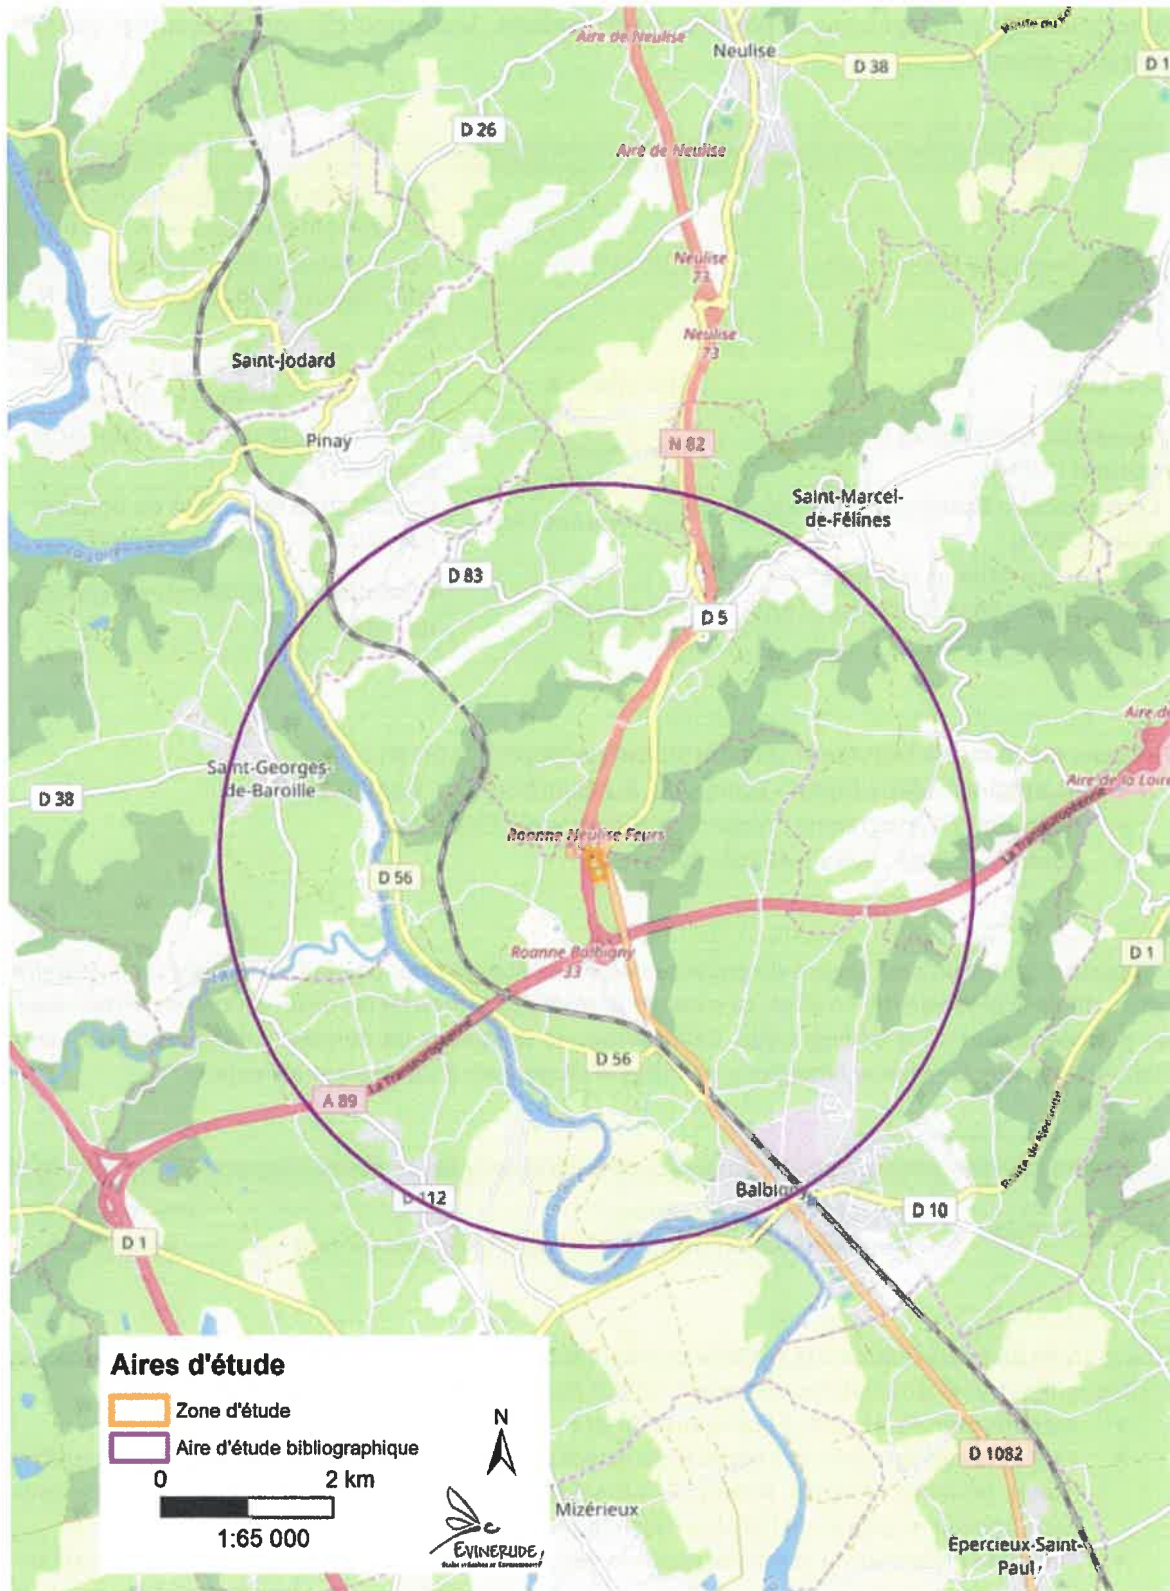 Aire de Neulise
Neulise
D 38
D 1
D 26
Aire de Neulise
Neulise
73
Neulise
73
Saint-Jodard
Pinay
N 82
Saint-Marcel-
de-Félines
D 83
D 5
Saint-Georges-
de-Baroille
D 38
Aire de la Loire
La Transeuropéenne
Roanne Neulise Feurs
D 56
Roanne Balbigny
33
D 1
D 56
La Transeuropéenne
A 89
D 112
Balbigny
D 10
D 1
Aires d'étude
Zone d'étude
Aire d'étude bibliographique
N
0
2 km
1:65 000
EVINERUDE
Mizérieux
D 1082
Épercieux-Saint-
Paul